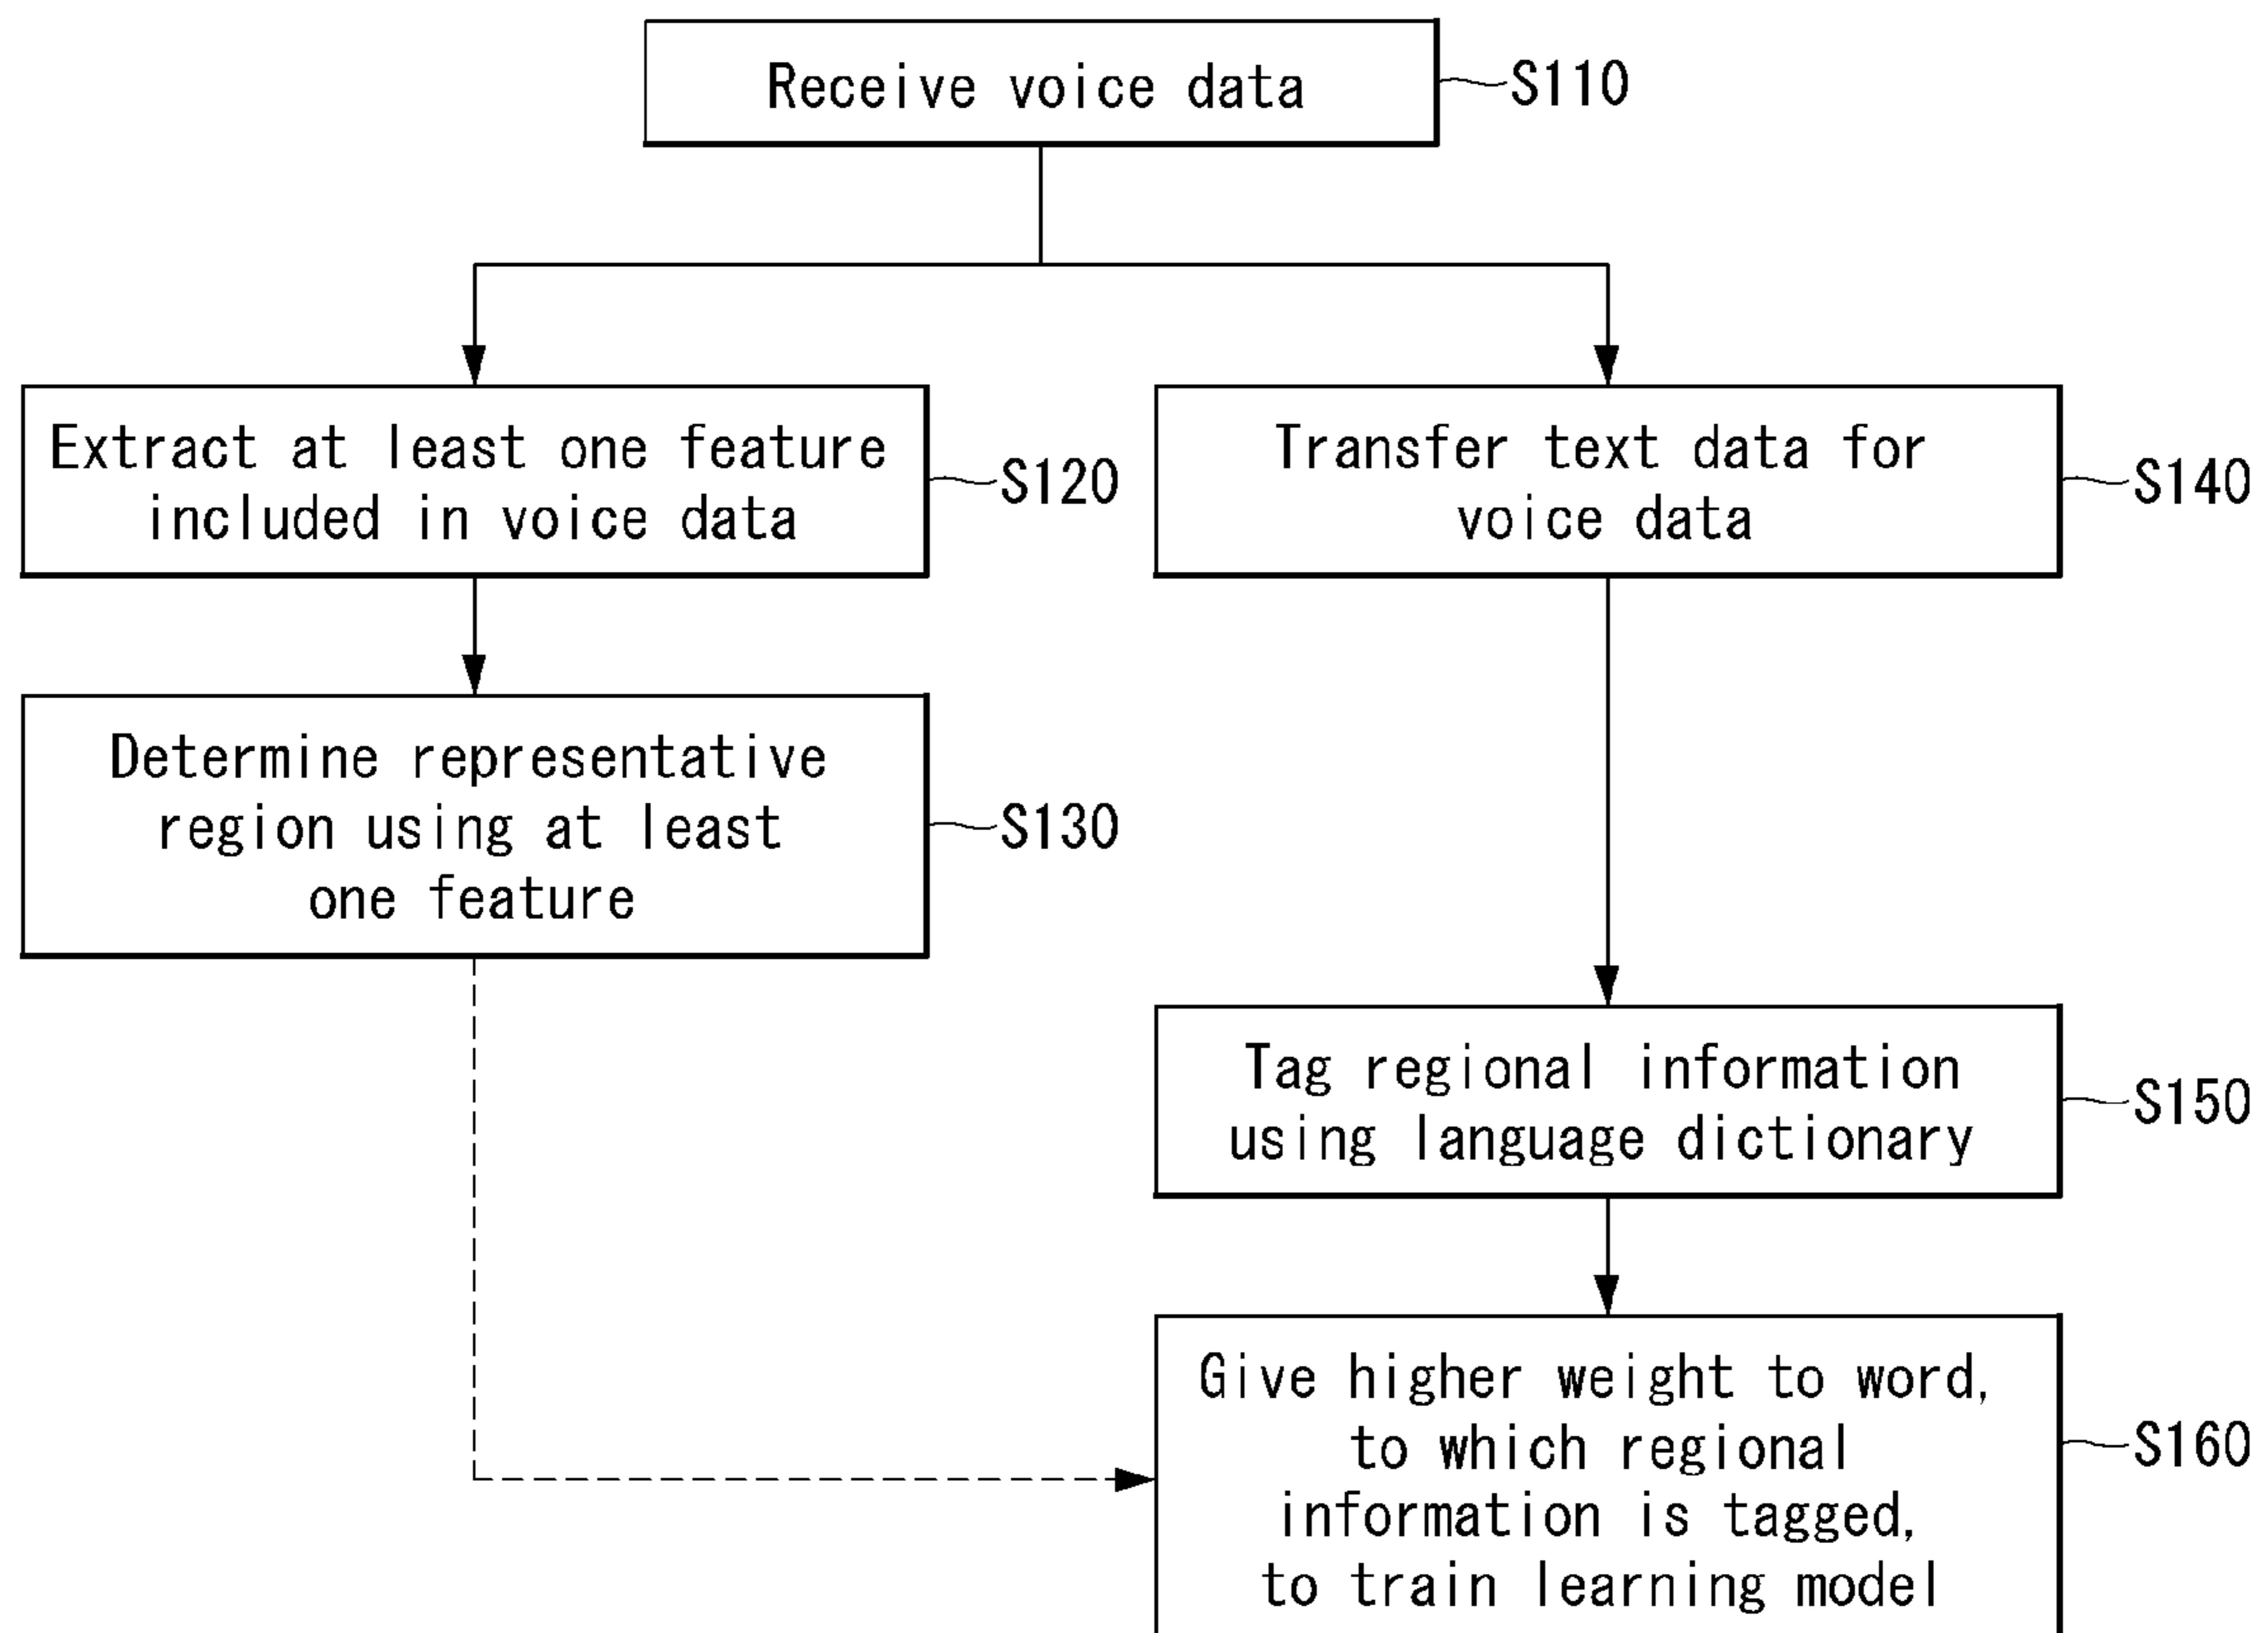 Receive voice data
S110
Extract at least one feature
included in voice data
S120
Transfer text data for
voice data
S140
Determine representative
region using at least
one feature
S130
Tag regional information
using language dictionary
S150
Give higher weight to word,
to which regional
information is tagged,
to train learning model
S160